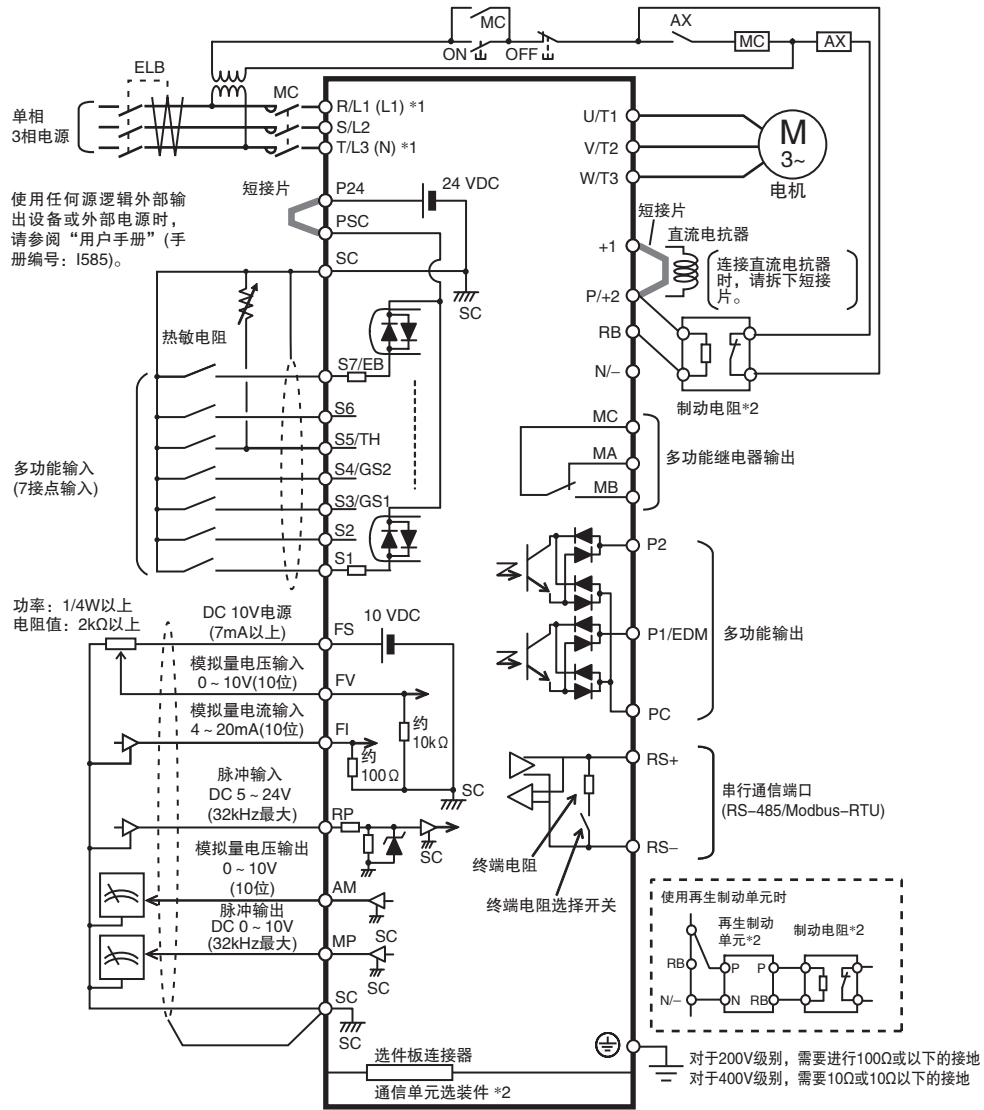 MC
AX
ON
OFF
MC
AX
ELB
MC
单相
3相电源
R/L1 (L1) *1
S/L2
T/L3 (N) *1
U/T1
V/T2
W/T3
M
3~
电机
使用任何源逻辑外部输
出设备或外部电源时，
请参阅“用户手册”(手
册编号：I585)。
短接片
P24
24 VDC
PSC
SC
SC
短接片
直流电抗器
+1
连接直流电抗器
时，请拆下短接
片。
P/+2
RB
N/−
制动电阻*2
热敏电阻
S7/EB
S6
S5/TH
S4/GS2
S3/GS1
S2
S1
多功能输入
(7接点输入)
MC
MA
MB
多功能继电器输出
P2
P1/EDM
多功能输出
PC
功率：1/4W以上
电阻值：2kΩ以上
DC 10V电源
(7mA以上)
FS
10 VDC
模拟量电压输入
0 ~ 10V(10位)
FV
模拟量电流输入
4 ~ 20mA(10位)
FI
约
10kΩ
约
100Ω
SC
脉冲输入
DC 5 ~ 24V
(32kHz最大)
RP
SC
模拟量电压输出
0 ~ 10V
(10位)
AM
SC
脉冲输出
DC 0 ~ 10V
(32kHz最大)
MP
SC
SC
SC
RS+
串行通信端口
(RS−485/Modbus−RTU)
RS−
终端电阻
终端电阻选择开关
使用再生制动单元时
再生制动
单元*2
制动电阻*2
RB
P
P
N/−
N
RB
选件板连接器
通信单元选装件 *2
对于200V级别，需要进行100Ω或以下的接地
对于400V级别，需要10Ω或10Ω以下的接地